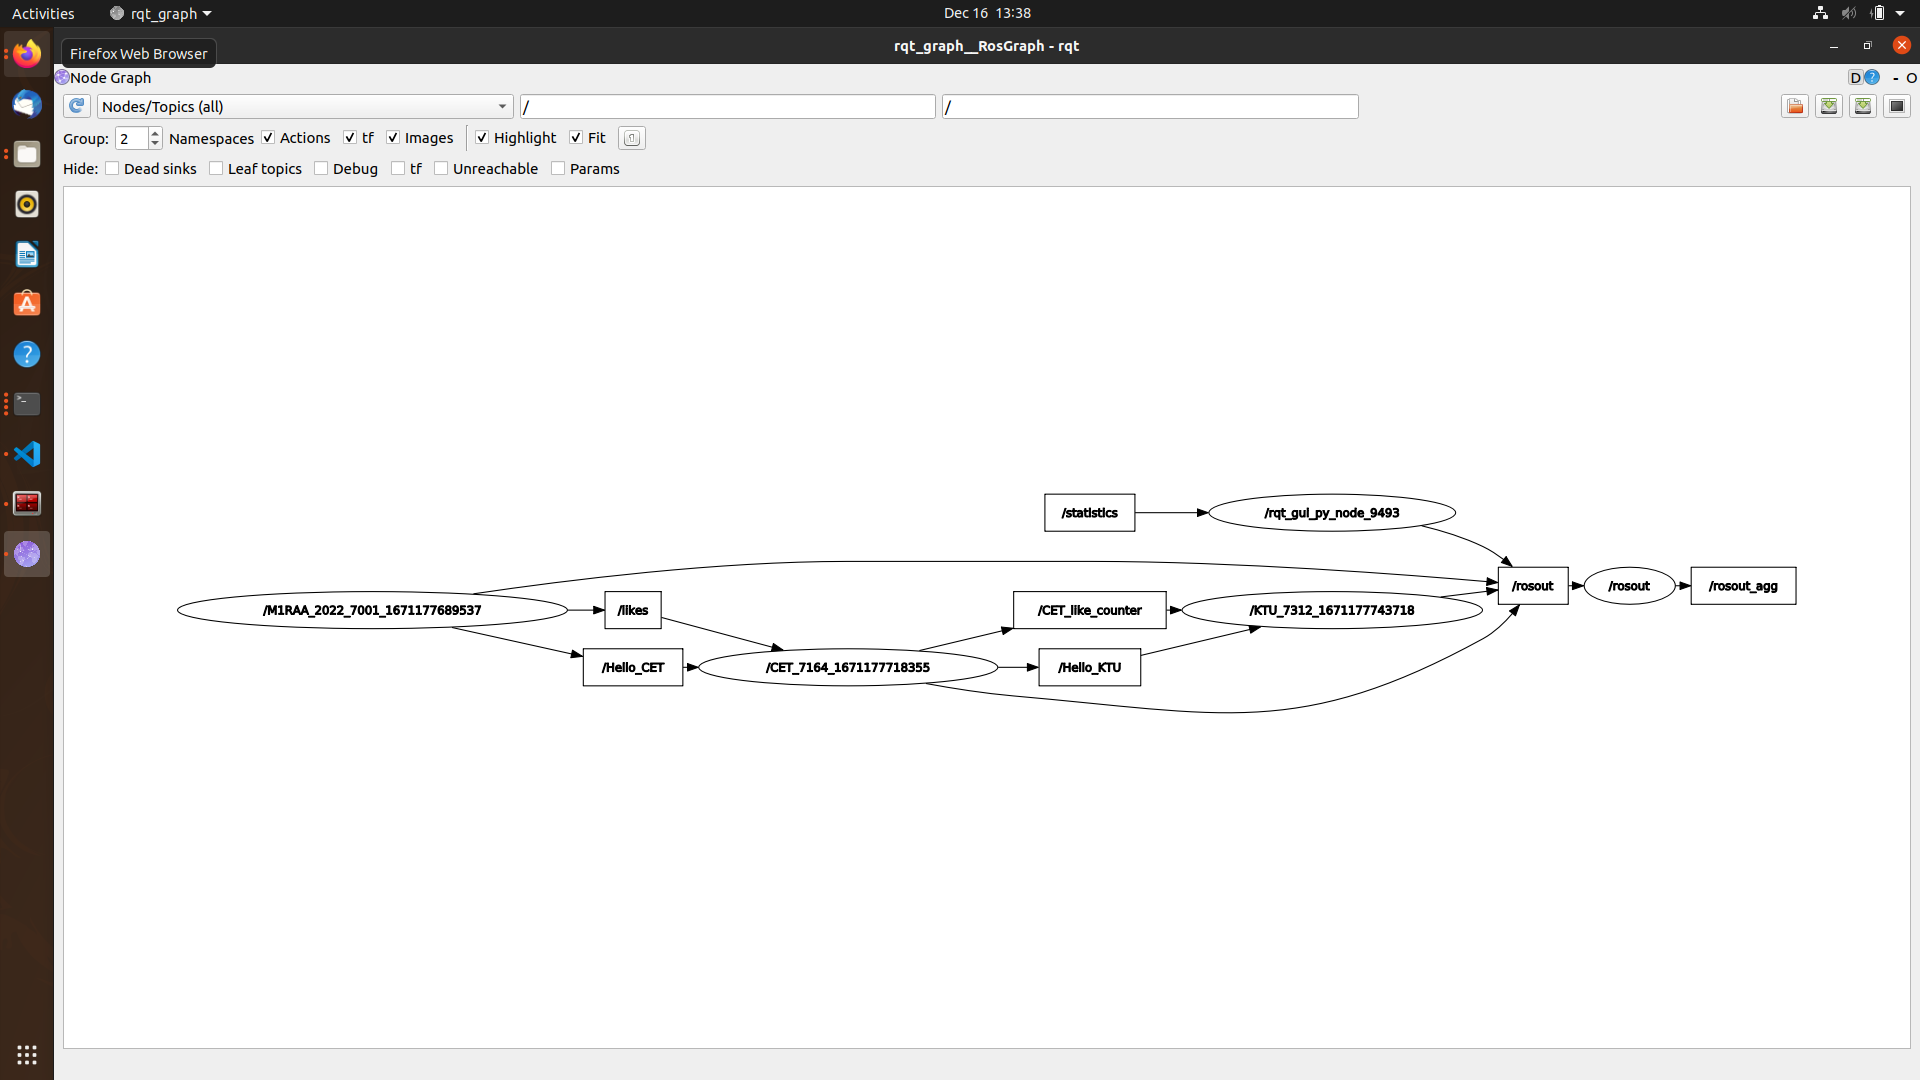 Activities rqt_graph Dec 16 13:38
rqt_graph__RosGraph - rqt
Firefox Web Browser
Node Graph D ? - O
Nodes/Topics (all) / /
Group: 2 Namespaces Actions tf Images Highlight Fit
Hide: Dead sinks Leaf topics Debug tf Unreachable Params
/statistics /rqt_gui_py_node_9493
/rosout /rosout /rosout_agg
/M1RAA_2022_7001_1671177689537 /likes /CET_like_counter /KTU_7312_1671177743718
/Hello_CET /CET_7164_1671177718355 /Hello_KTU